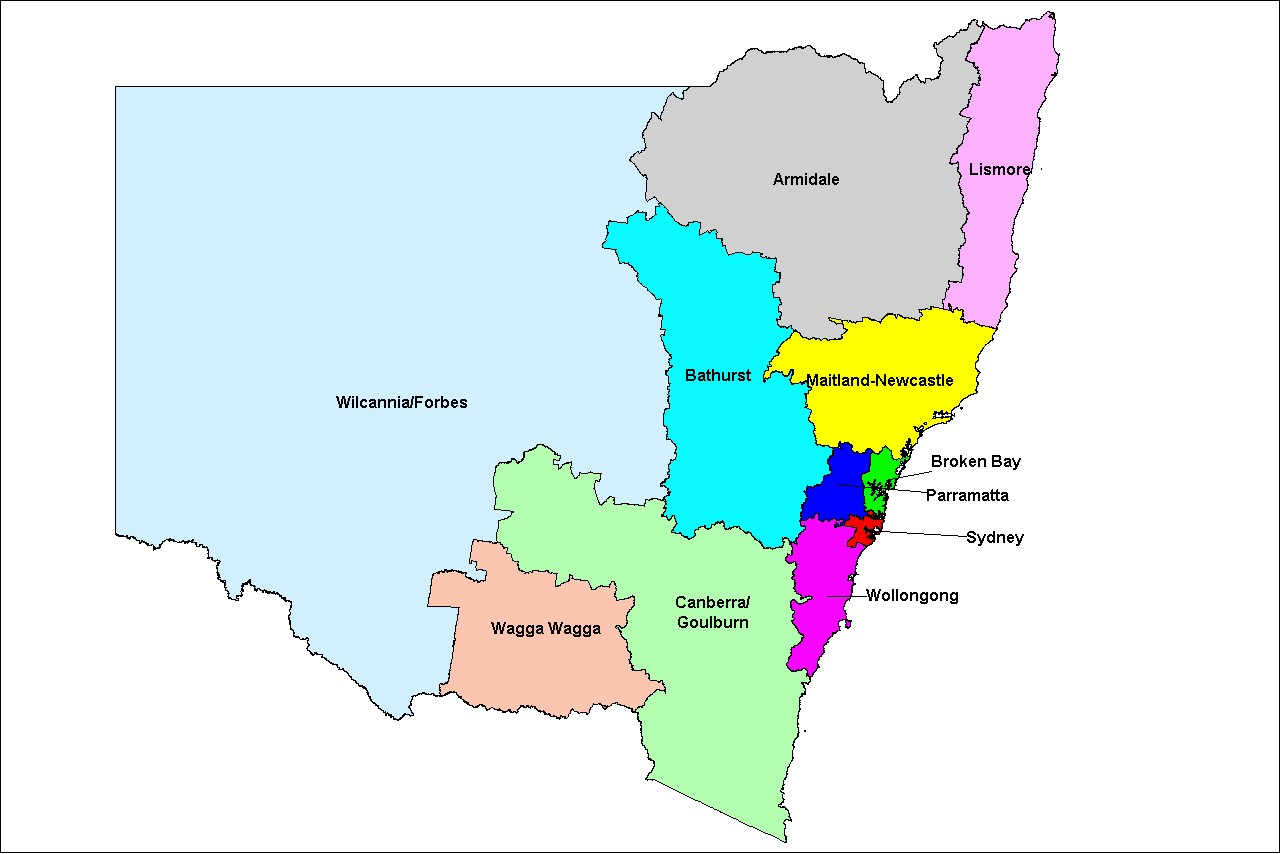 Lismore
Armidale
Bathurst
Maitland-Newcastle
Wilcannia/Forbes
Broken Bay
Parramatta
Sydney
Wollongong
Canberra/
Goulburn
Wagga Wagga